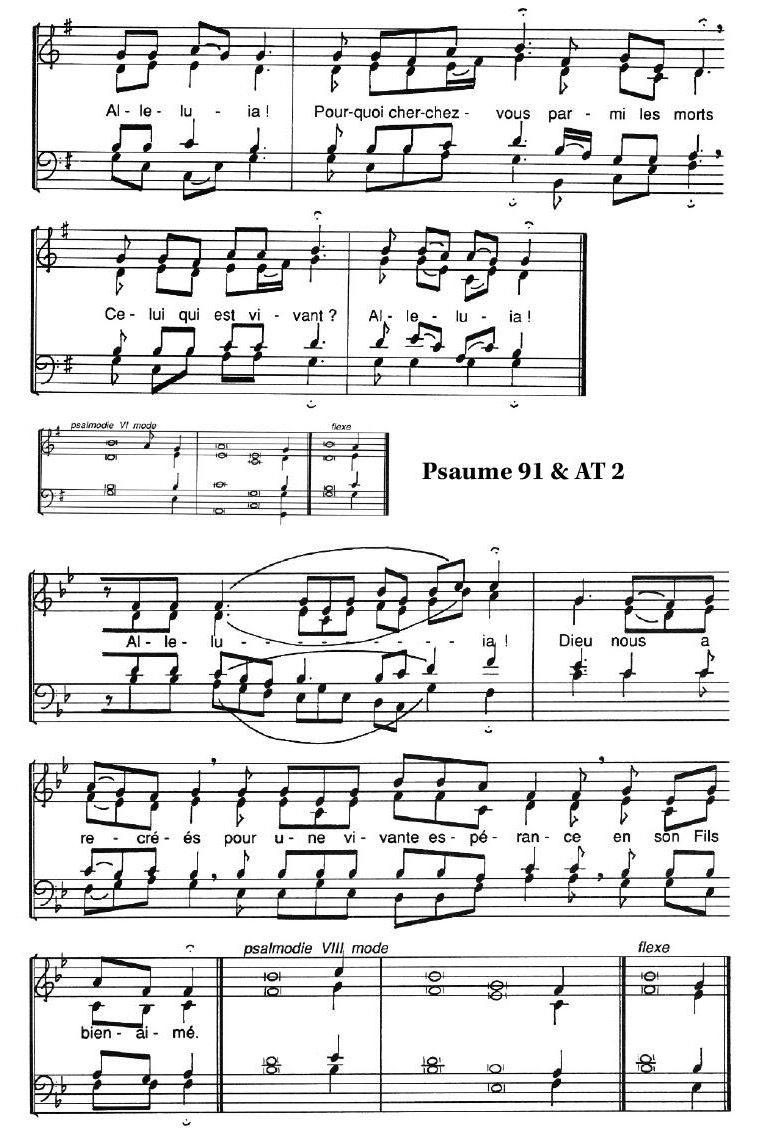 Al - le - lu - ia ! Pour-quoi cher-chez - vous par - mi les morts
Ce - lui qui est vi - vant ? Al - le - lu - ia !
psalmodie VI mode flexe
Psaume 91 & AT 2
Al - le - lu - - - - - - - - - - ia ! Dieu nous a
re - cré - és pour u - ne vi - vante es - pé - ran - ce en son Fils
bien - ai - mé.
psalmodie VIII mode flexe